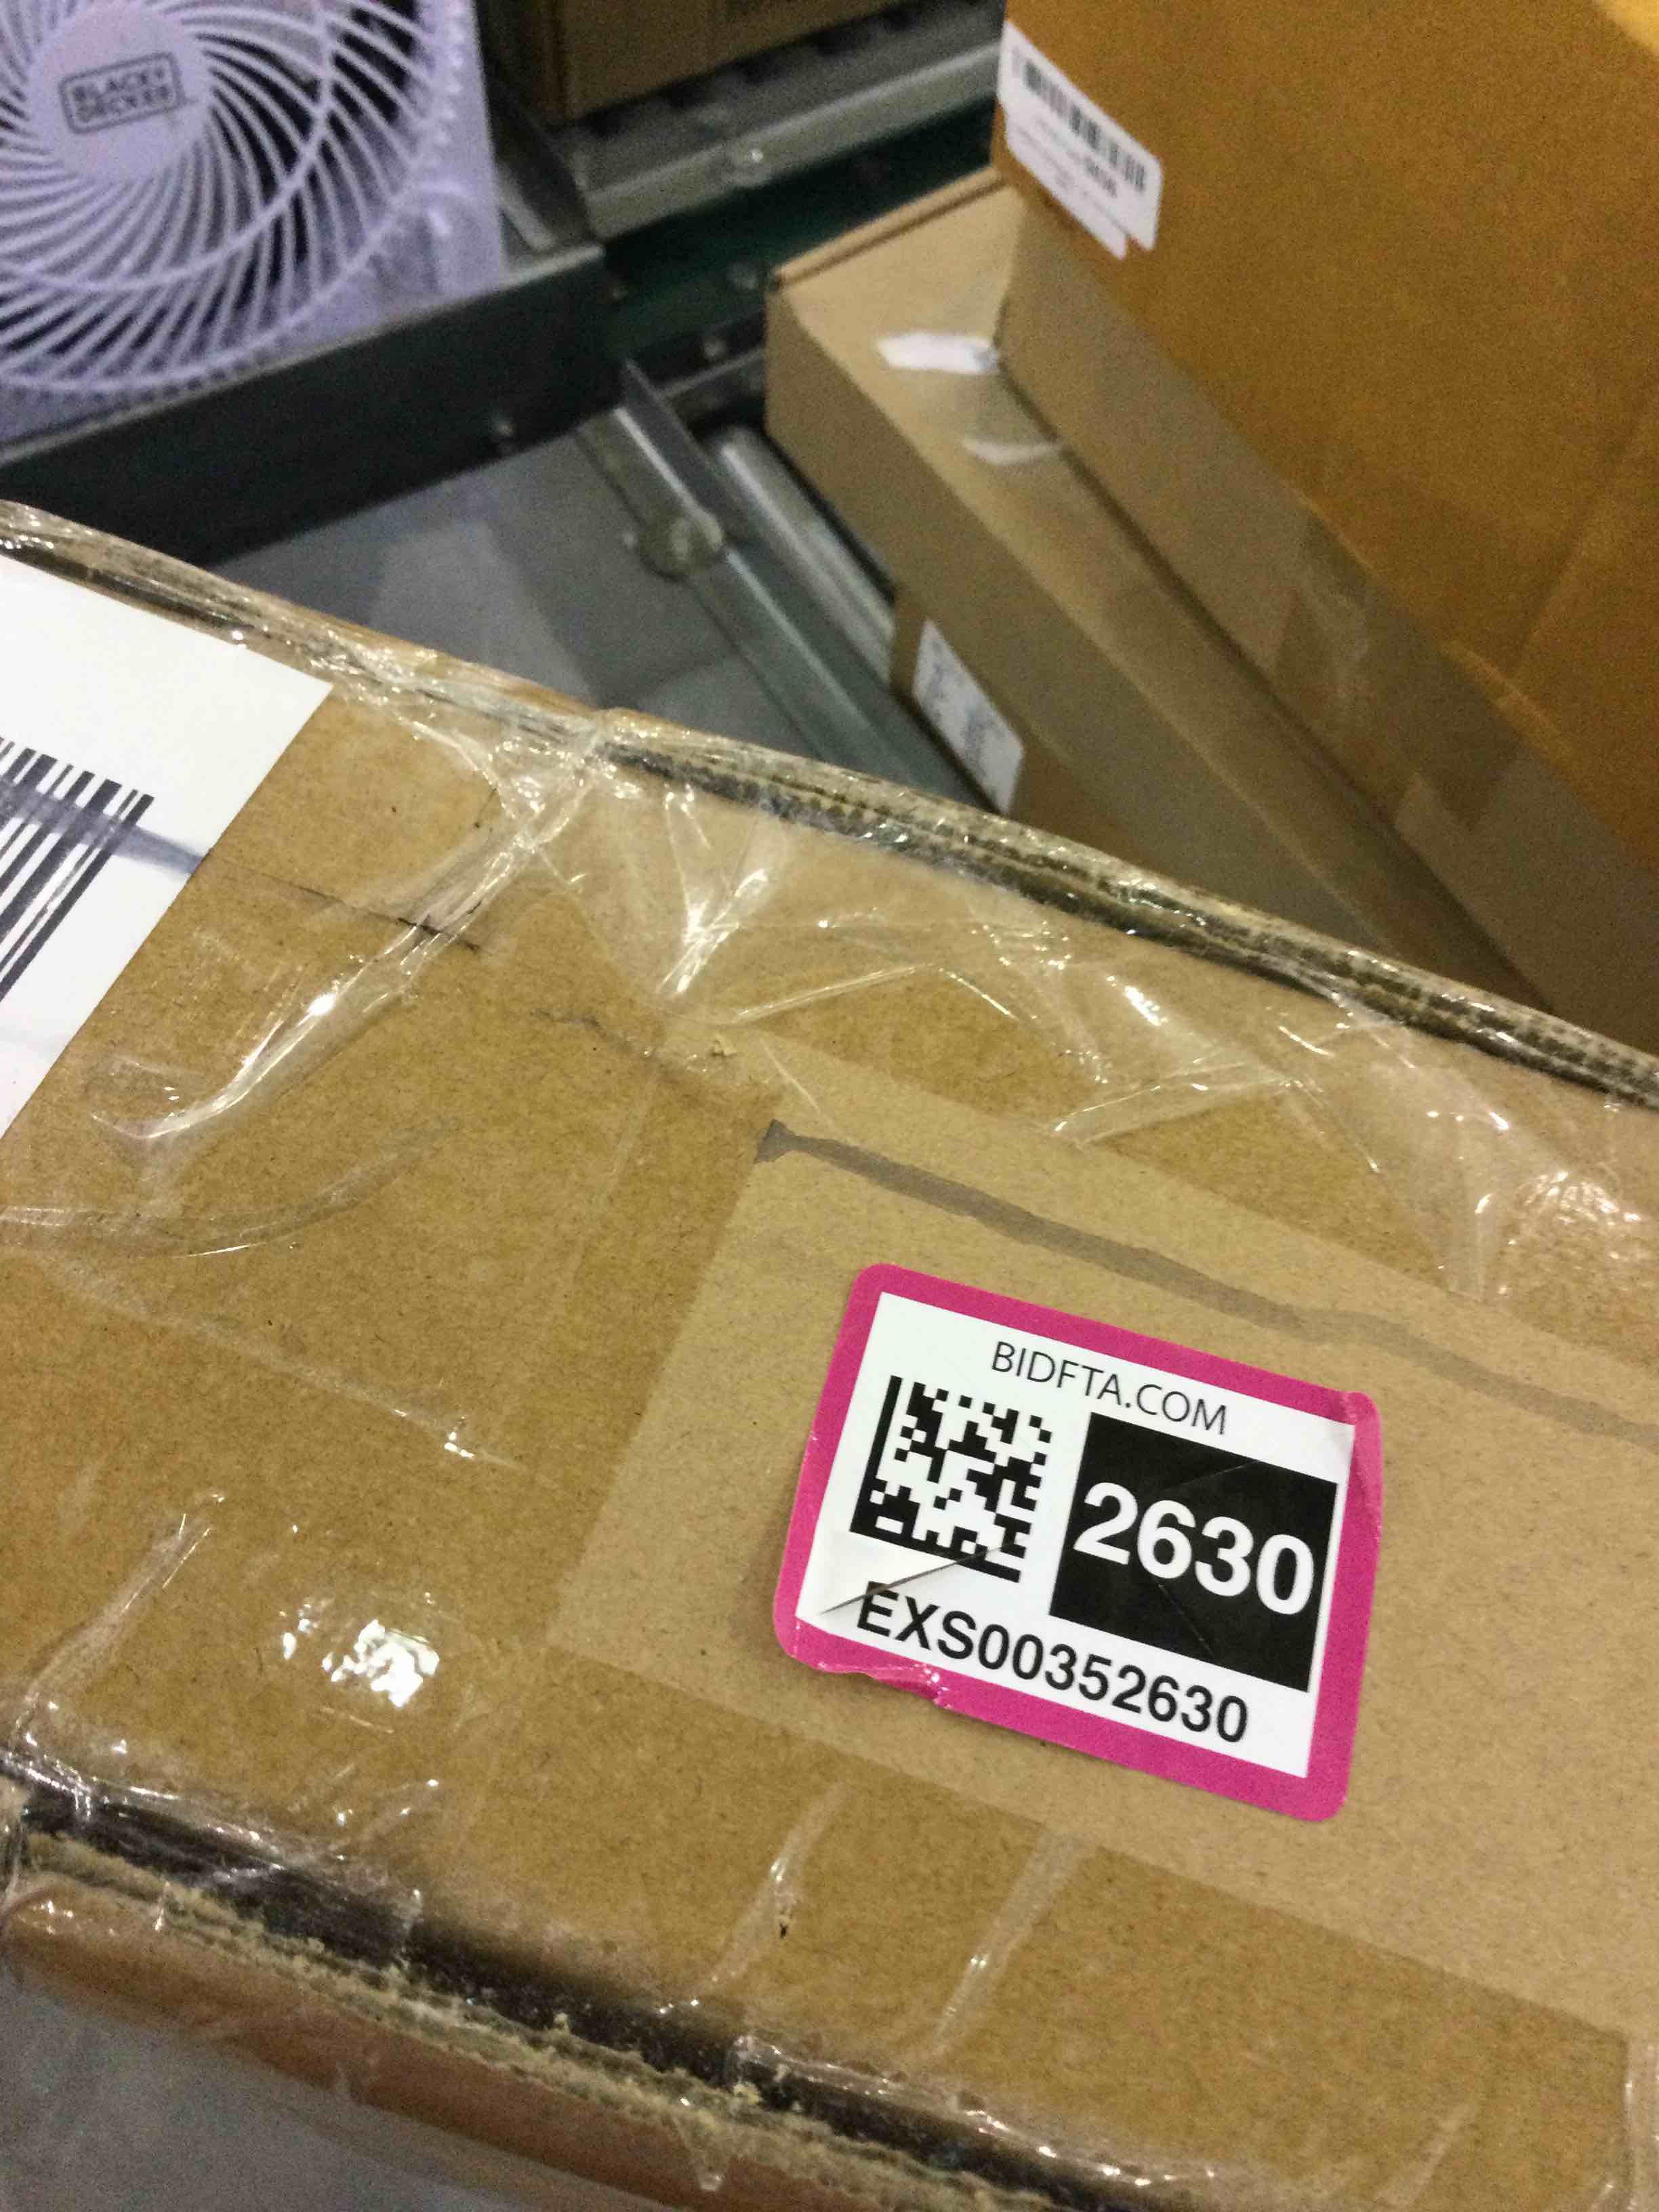 BLACK+
DECKER
BIDFTA.COM
2630
EXS00352630